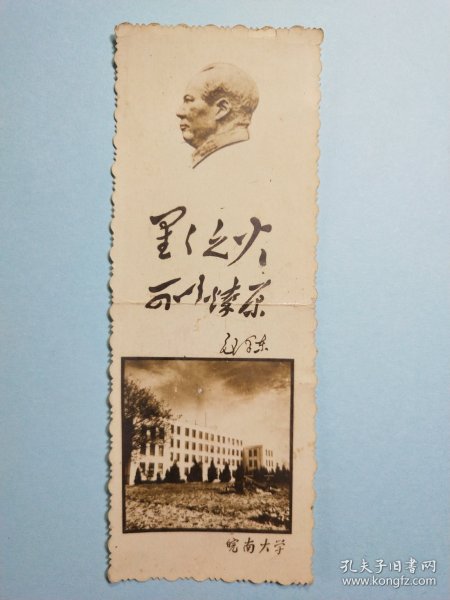 星星之火
可以燎原
毛泽东
皖南大学
孔夫子旧书网
www.kongfz.com